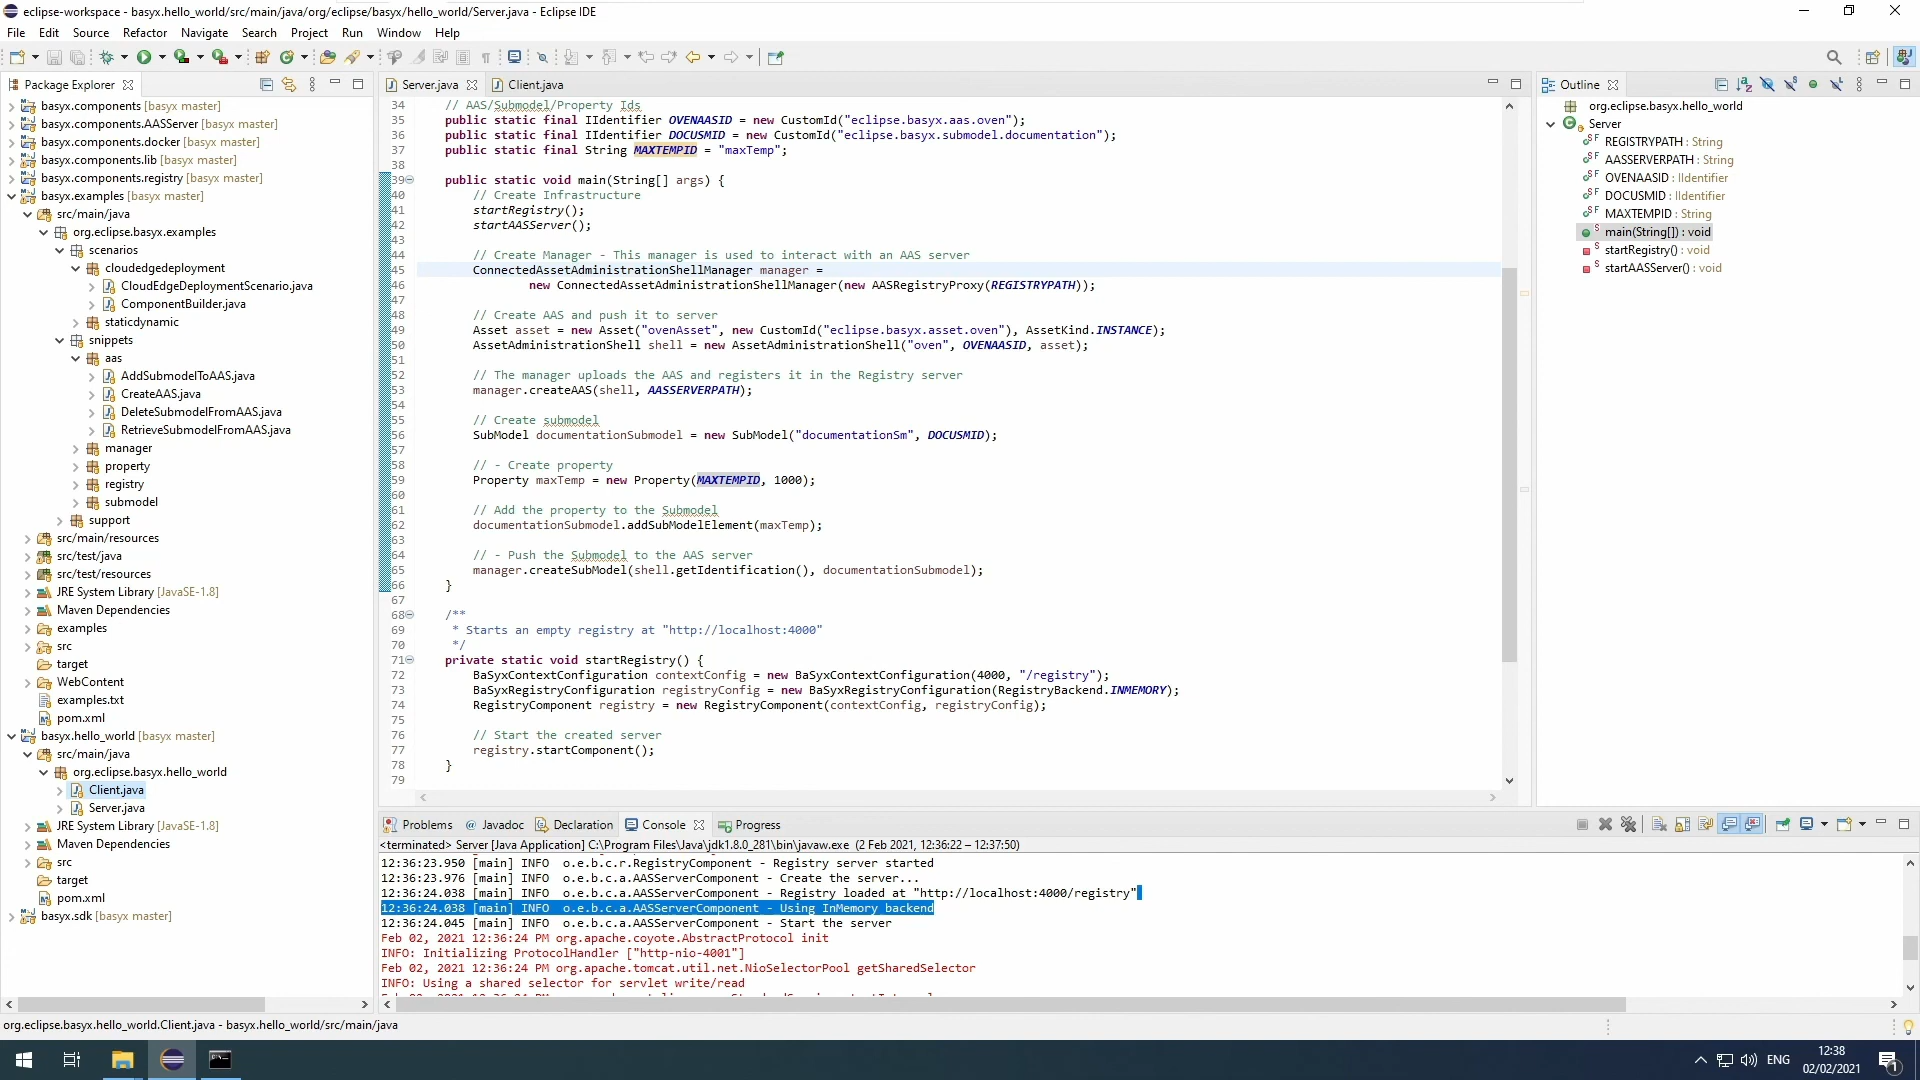 eclipse-workspace - basyx.hello_world/src/main/java/org/eclipse/basyx/hello_world/Server.java - Eclipse IDE
File Edit Source Refactor Navigate Search Project Run Window Help
Package Explorer
basyx.components [basyx master]
basyx.components.AASServer [basyx master]
basyx.components.docker [basyx master]
basyx.components.lib [basyx master]
basyx.components.registry [basyx master]
basyx.examples [basyx master]
src/main/java
org.eclipse.basyx.examples
scenarios
cloudedgedeployment
CloudEdgeDeploymentScenario.java
ComponentBuilder.java
staticdynamic
snippets
aas
AddSubmodelToAAS.java
CreateAAS.java
DeleteSubmodelFromAAS.java
RetrieveSubmodelFromAAS.java
manager
property
registry
submodel
support
src/main/resources
src/test/java
src/test/resources
JRE System Library [JavaSE-1.8]
Maven Dependencies
examples
src
target
WebContent
examples.txt
pom.xml
basyx.hello_world [basyx master]
src/main/java
org.eclipse.basyx.hello_world
Client.java
Server.java
JRE System Library [JavaSE-1.8]
Maven Dependencies
src
target
pom.xml
basyx.sdk [basyx master]
Server.java Client.java
34 // AAS/Submodel/Property Ids
35 public static final IIdentifier OVENAASID = new CustomId("eclipse.basyx.aas.oven");
36 public static final IIdentifier DOCUSMID = new CustomId("eclipse.basyx.submodel.documentation");
37 public static final String MAXTEMPID = "maxTemp";
38
39 public static void main(String[] args) {
40 // Create Infrastructure
41 startRegistry();
42 startAASServer();
43
44 // Create Manager - This manager is used to interact with an AAS server
45 ConnectedAssetAdministrationShellManager manager =
46 new ConnectedAssetAdministrationShellManager(new AASRegistryProxy(REGISTRYPATH));
47
48 // Create AAS and push it to server
49 Asset asset = new Asset("ovenAsset", new CustomId("eclipse.basyx.asset.oven"), AssetKind.INSTANCE);
50 AssetAdministrationShell shell = new AssetAdministrationShell("oven", OVENAASID, asset);
51
52 // The manager uploads the AAS and registers it in the Registry server
53 manager.createAAS(shell, AASSERVERPATH);
54
55 // Create submodel
56 SubModel documentationSubmodel = new SubModel("documentationSm", DOCUSMID);
57
58 // - Create property
59 Property maxTemp = new Property(MAXTEMPID, 1000);
60
61 // Add the property to the Submodel
62 documentationSubmodel.addSubModelElement(maxTemp);
63
64 // - Push the Submodel to the AAS server
65 manager.createSubModel(shell.getIdentification(), documentationSubmodel);
66 }
67
68 /**
69 * Starts an empty registry at "http://localhost:4000"
70 */
71 private static void startRegistry() {
72 BaSyxContextConfiguration contextConfig = new BaSyxContextConfiguration(4000, "/registry");
73 BaSyxRegistryConfiguration registryConfig = new BaSyxRegistryConfiguration(RegistryBackend.INMEMORY);
74 RegistryComponent registry = new RegistryComponent(contextConfig, registryConfig);
75
76 // Start the created server
77 registry.startComponent();
78 }
79
Outline
org.eclipse.basyx.hello_world
Server
REGISTRYPATH : String
AASSERVERPATH : String
OVENAASID : IIdentifier
DOCUSMID : IIdentifier
MAXTEMPID : String
main(String[]) : void
startRegistry() : void
startAASServer() : void
Problems Javadoc Declaration Console Progress
<terminated> Server [Java Application] C:\Program Files\Java\jdk1.8.0_281\bin\javaw.exe (2 Feb 2021, 12:36:22 – 12:37:50)
12:36:23.950 [main] INFO o.e.b.c.r.RegistryComponent - Registry server started
12:36:23.976 [main] INFO o.e.b.c.a.AASServerComponent - Create the server...
12:36:24.038 [main] INFO o.e.b.c.a.AASServerComponent - Registry loaded at "http://localhost:4000/registry"
12:36:24.038 [main] INFO o.e.b.c.a.AASServerComponent - Using InMemory backend
12:36:24.045 [main] INFO o.e.b.c.a.AASServerComponent - Start the server
Feb 02, 2021 12:36:24 PM org.apache.coyote.AbstractProtocol init
INFO: Initializing ProtocolHandler ["http-nio-4001"]
Feb 02, 2021 12:36:24 PM org.apache.tomcat.util.net.NioSelectorPool getSharedSelector
INFO: Using a shared selector for servlet write/read
org.eclipse.basyx.hello_world.Client.java - basyx.hello_world/src/main/java
ENG
12:38
02/02/2021
1